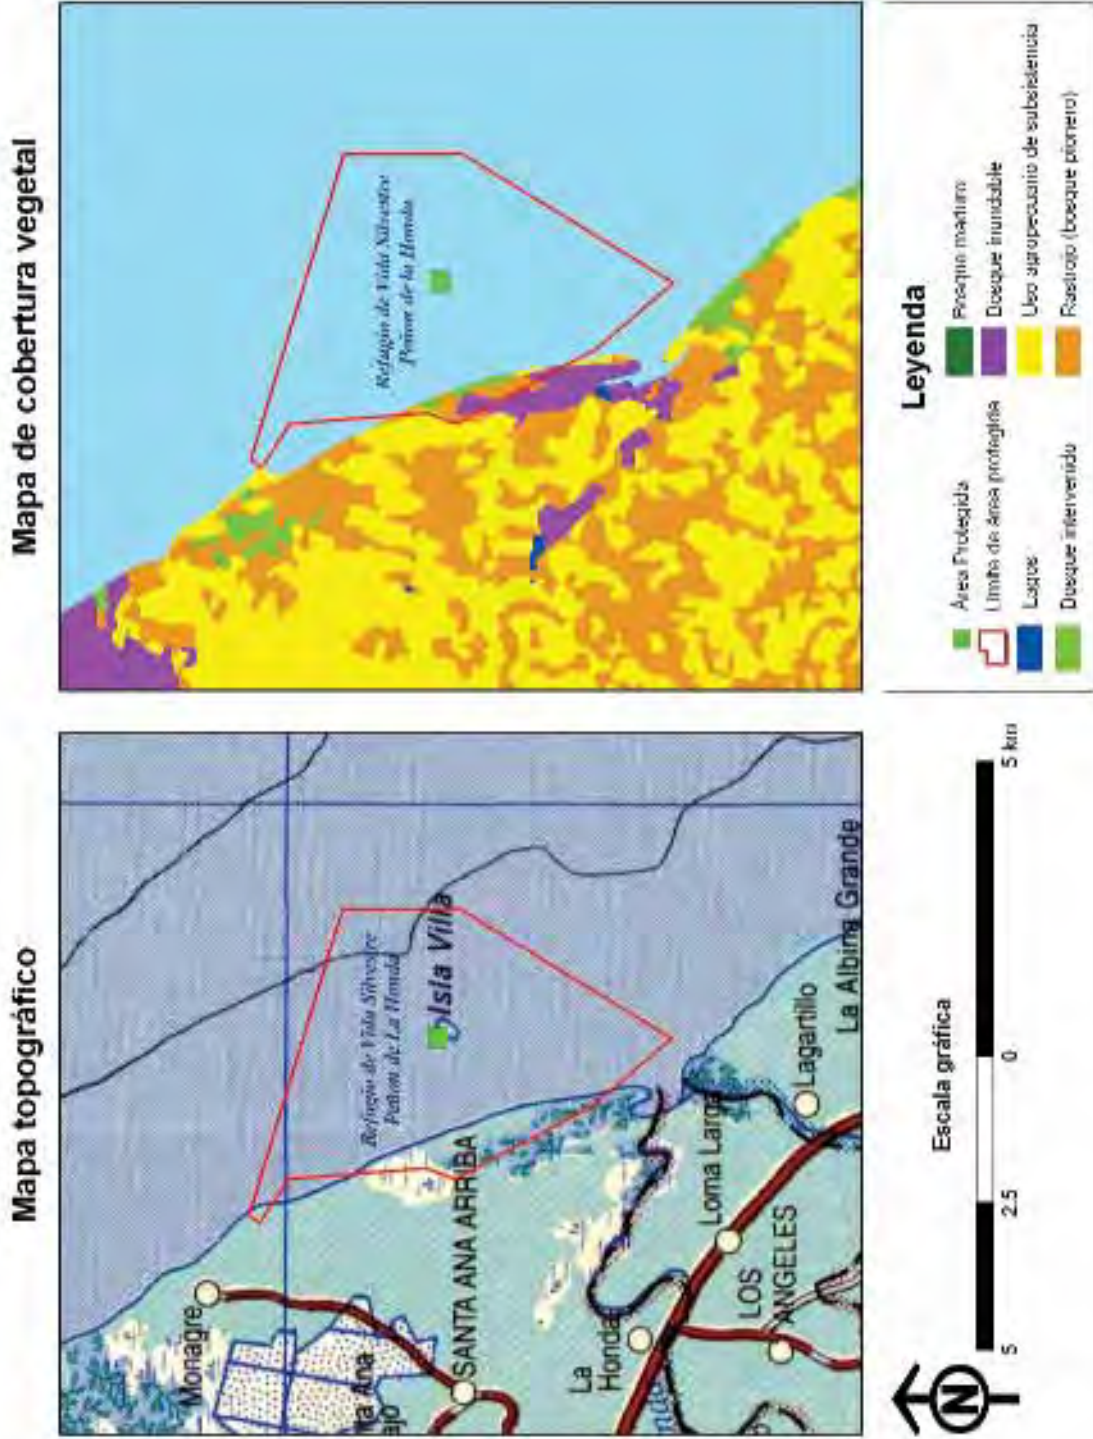 Mapa topográfico
Monagre
SANTA ANA ARRIBA
La
Honda
Loma Larga
LOS
ANGELES
Lagartillo
La Albina Grande
Isla Villa
Refugio de Vida Silvestre
Peñon de La Honda
Mapa de cobertura vegetal
Refugio de Vida Silvestre
Peñon de la Honda
N
Escala gráfica
5
2.5
0
5 km
Leyenda
Área Protegida
Límite de área protegida
Lagos
Bosque intervenido
Bosque maduro
Bosque inundable
Uso agropecuario de subsistencia
Rastrojo (bosque pionero)